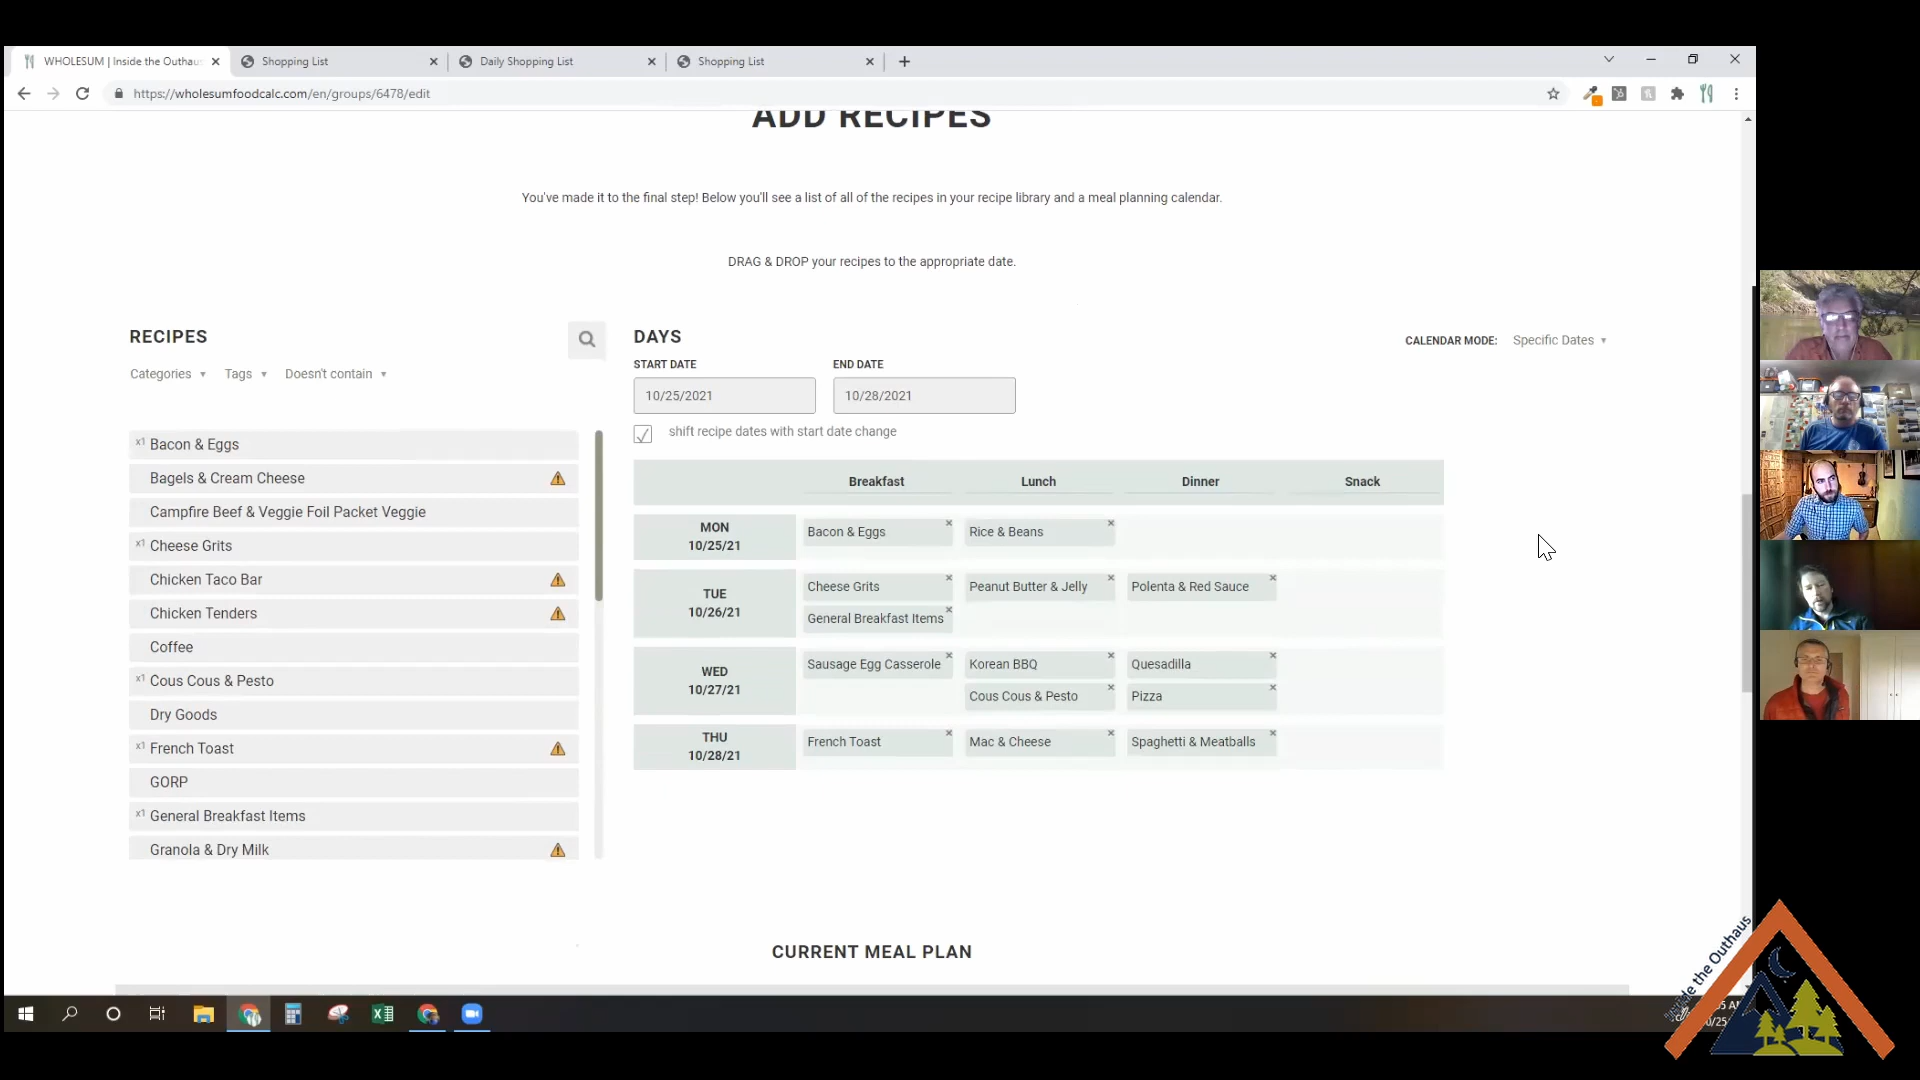 WHOLESUM | Inside the Outhaus
Shopping List
Daily Shopping List
Shopping List
https://wholesumfoodcalc.com/en/groups/6478/edit
ADD RECIPES
You've made it to the final step! Below you'll see a list of all of the recipes in your recipe library and a meal planning calendar.
DRAG & DROP your recipes to the appropriate date.
RECIPES
Categories Tags Doesn't contain
x1 Bacon & Eggs
Bagels & Cream Cheese
Campfire Beef & Veggie Foil Packet Veggie
x1 Cheese Grits
Chicken Taco Bar
Chicken Tenders
Coffee
x1 Cous Cous & Pesto
Dry Goods
x1 French Toast
GORP
x1 General Breakfast Items
Granola & Dry Milk
DAYS
CALENDAR MODE: Specific Dates
START DATE END DATE
10/25/2021 10/28/2021
shift recipe dates with start date change
Breakfast Lunch Dinner Snack
MON
10/25/21
Bacon & Eggs Rice & Beans
TUE
10/26/21
Cheese Grits Peanut Butter & Jelly Polenta & Red Sauce
General Breakfast Items
WED
10/27/21
Sausage Egg Casserole Korean BBQ Quesadilla
Cous Cous & Pesto Pizza
THU
10/28/21
French Toast Mac & Cheese Spaghetti & Meatballs
CURRENT MEAL PLAN
Inside the Outhaus